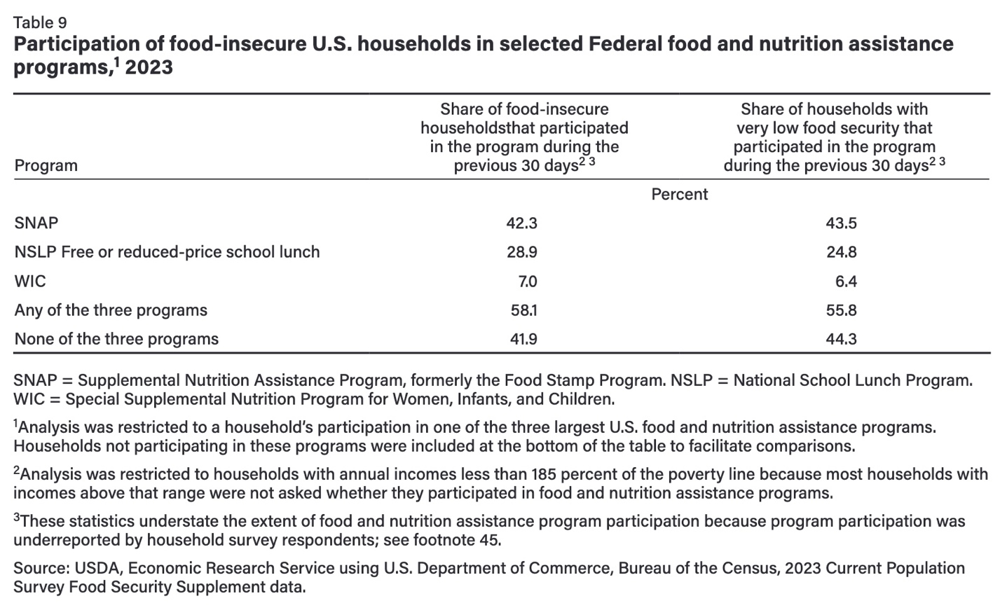 Table 9
Participation of food-insecure U.S. households in selected Federal food and nutrition assistance
programs,¹ 2023
Share of food-insecure
householdsthat participated
in the program during the
previous 30 days² ³
Share of households with
very low food security that
participated in the program
during the previous 30 days² ³
Program
Percent
SNAP 42.3 43.5
NSLP Free or reduced-price school lunch 28.9 24.8
WIC 7.0 6.4
Any of the three programs 58.1 55.8
None of the three programs 41.9 44.3
SNAP = Supplemental Nutrition Assistance Program, formerly the Food Stamp Program. NSLP = National School Lunch Program.
WIC = Special Supplemental Nutrition Program for Women, Infants, and Children.
¹Analysis was restricted to a household’s participation in one of the three largest U.S. food and nutrition assistance programs.
Households not participating in these programs were included at the bottom of the table to facilitate comparisons.
²Analysis was restricted to households with annual incomes less than 185 percent of the poverty line because most households with
incomes above that range were not asked whether they participated in food and nutrition assistance programs.
³These statistics understate the extent of food and nutrition assistance program participation because program participation was
underreported by household survey respondents; see footnote 45.
Source: USDA, Economic Research Service using U.S. Department of Commerce, Bureau of the Census, 2023 Current Population
Survey Food Security Supplement data.